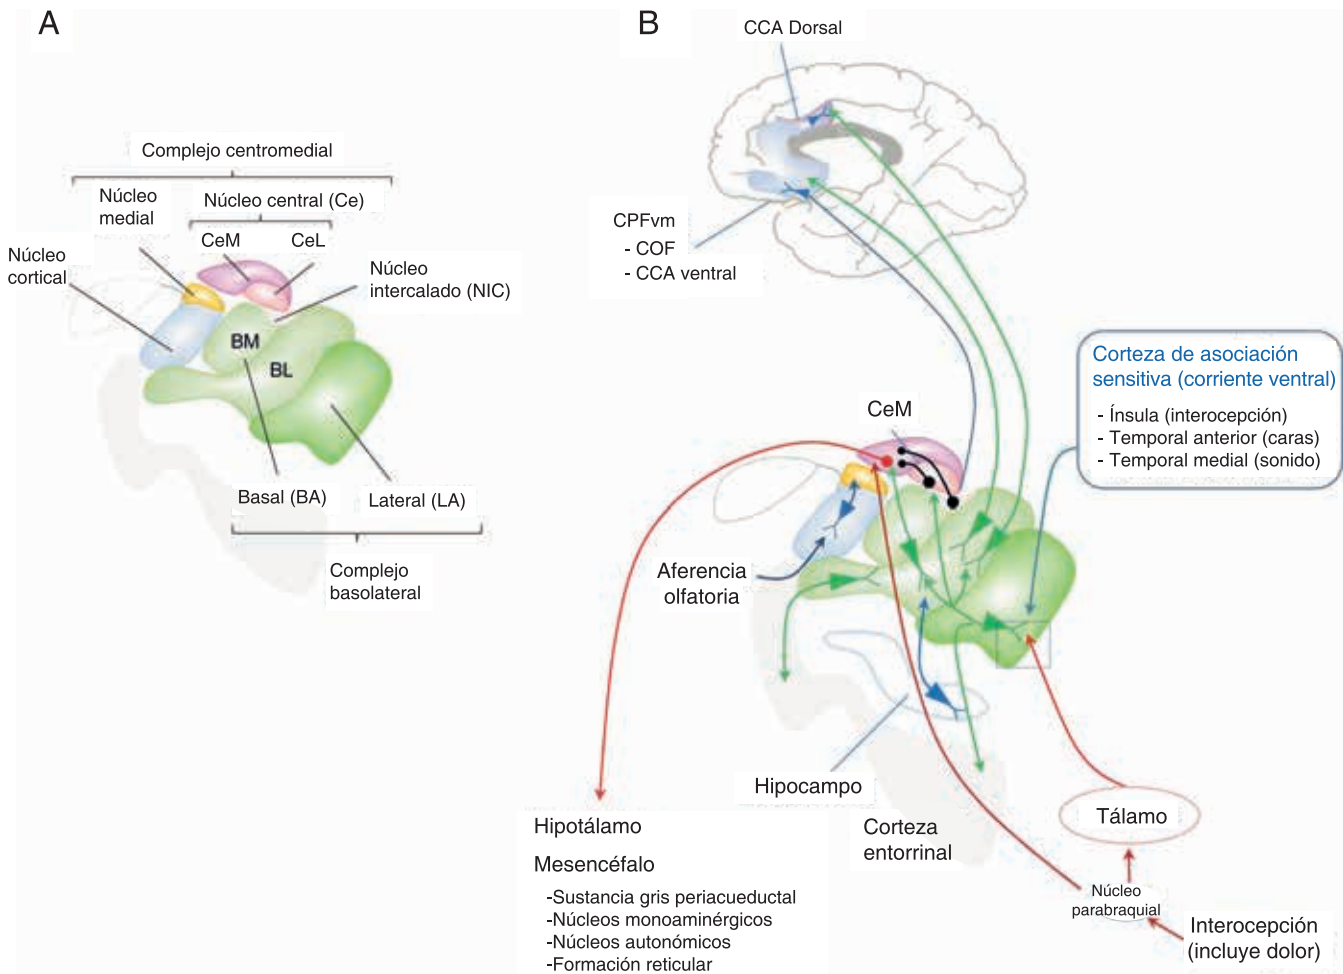 A
Complejo centromedial
Núcleo
medial
Núcleo central (Ce)
CeM
CeL
Núcleo
cortical
Núcleo
intercalado (NIC)
BM
BL
Basal (BA)
Lateral (LA)
Complejo
basolateral
B
CCA Dorsal
CPFvm
- COF
- CCA ventral
Corteza de asociación
sensitiva (corriente ventral)
- Ínsula (interocepción)
- Temporal anterior (caras)
- Temporal medial (sonido)
CeM
Aferencia
olfatoria
Hipocampo
Corteza
entorrinal
Tálamo
Núcleo
parabraquial
Interocepción
(incluye dolor)
Hipotálamo
Mesencéfalo
-Sustancia gris periacueductal
-Núcleos monoaminérgicos
-Núcleos autonómicos
-Formación reticular